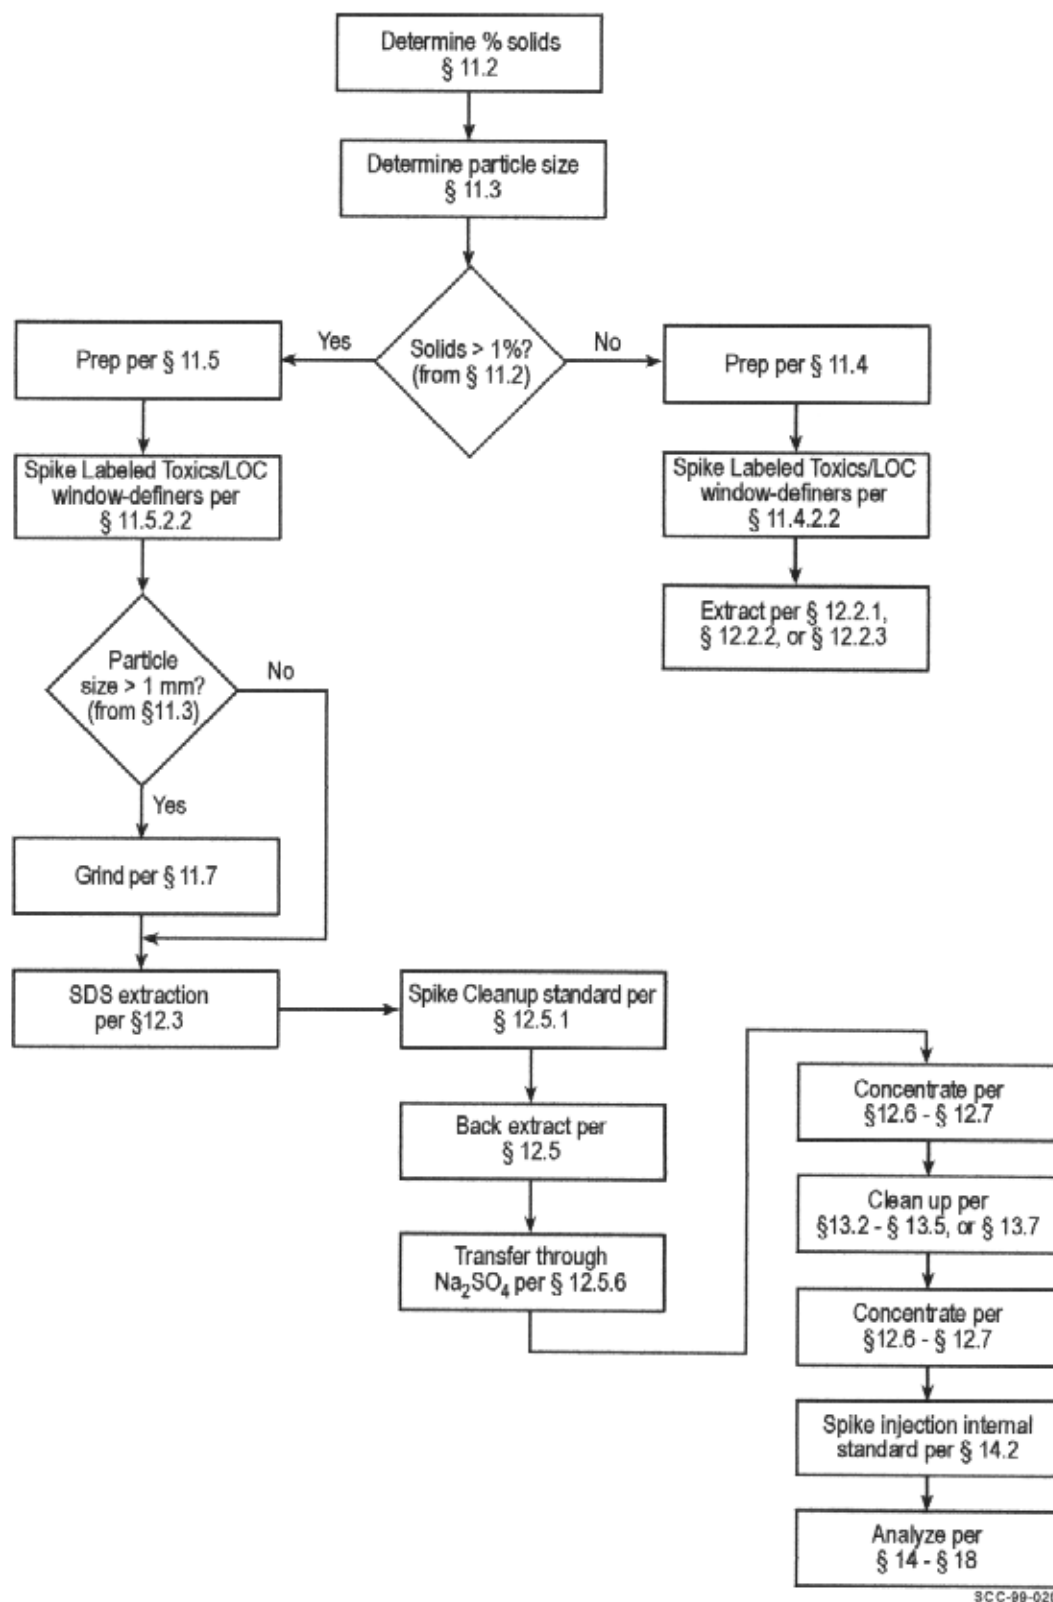 Determine % solids
§ 11.2
Determine particle size
§ 11.3
Solids > 1%?
(from § 11.2)
Yes
No
Prep per § 11.5
Prep per § 11.4
Spike Labeled Toxics/LOC
window-definers per
§ 11.5.2.2
Spike Labeled Toxics/LOC
window-definers per
§ 11.4.2.2
Extract per § 12.2.1,
§ 12.2.2, or § 12.2.3
Particle
size > 1 mm?
(from §11.3)
No
Yes
Grind per § 11.7
SDS extraction
per §12.3
Spike Cleanup standard per
§ 12.5.1
Back extract per
§ 12.5
Transfer through
Na₂SO₄ per § 12.5.6
Concentrate per
§12.6 - § 12.7
Clean up per
§13.2 - § 13.5, or § 13.7
Concentrate per
§12.6 - § 12.7
Spike injection internal
standard per § 14.2
Analyze per
§ 14 - § 18
SCC-99-020